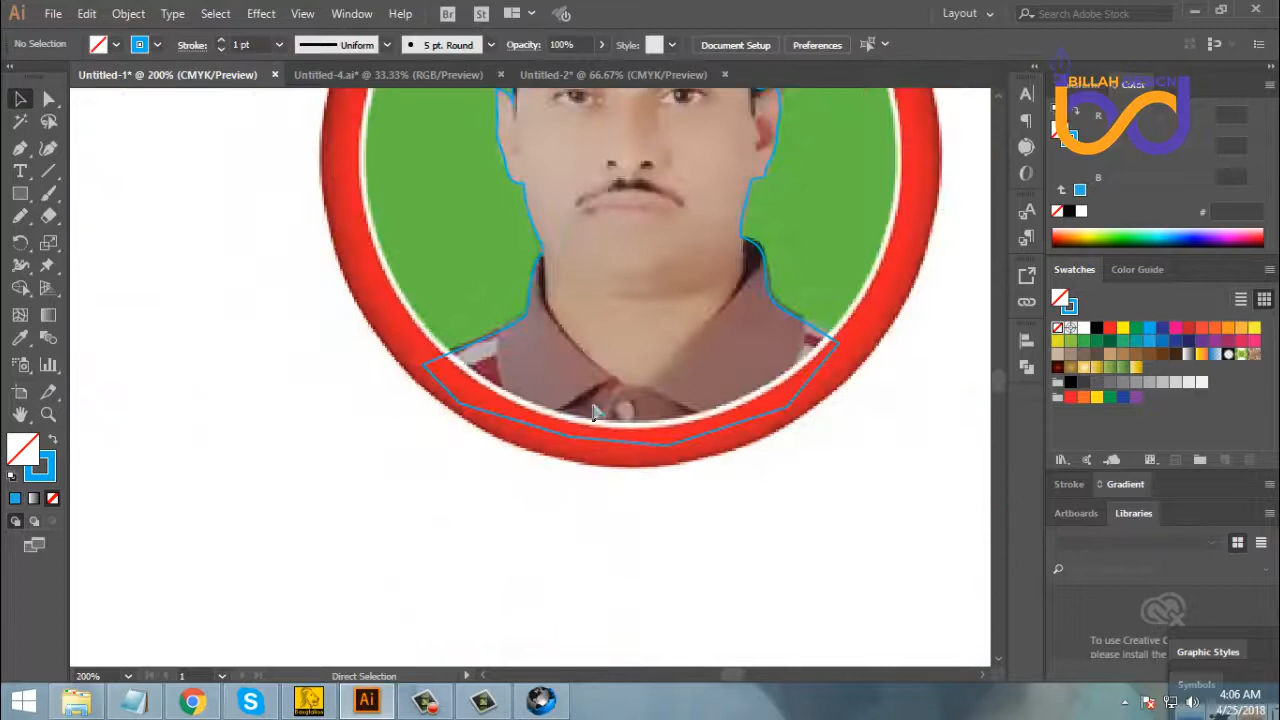 Ai File Edit Object Type Select Effect View Window Help Br St Layout Search Adobe Stock
No Selection Stroke: 1 pt Uniform 5 pt. Round Opacity: 100% Style: Document Setup Preferences
Untitled-1* @ 200% (CMYK/Preview) Untitled-4.ai* @ 33.33% (RGB/Preview) Untitled-2* @ 66.67% (CMYK/Preview)
BILLAH DESIGN
Color
R
B
#
Swatches Color Guide
Stroke Gradient
Artboards Libraries
To use Creative C
please install the
Graphic Styles
Symbols
200% 1 Direct Selection
Ai
4:06 AM
4/25/2018